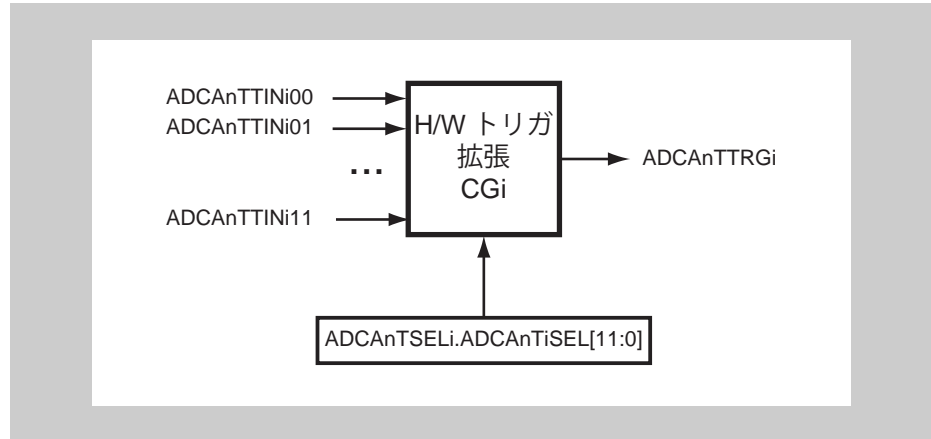 ADCAnTTINi00
ADCAnTTINi01
...
ADCAnTTINi11
H/W トリガ
拡張
CGi
ADCAnTTRGi
ADCAnTSELi.ADCAnTiSEL[11:0]